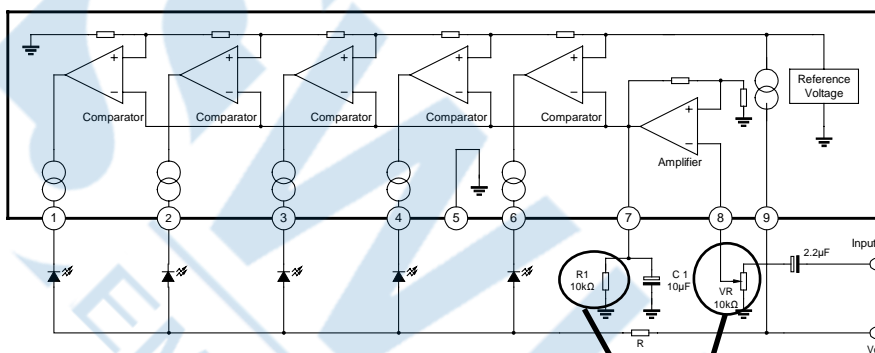 Reference
Voltage
Comparator
Comparator
Comparator
Comparator
Comparator
Amplifier
1
2
3
4
5
6
7
8
9
R1
10kΩ
C 1
10µF
VR
10kΩ
2.2µF
Input
R